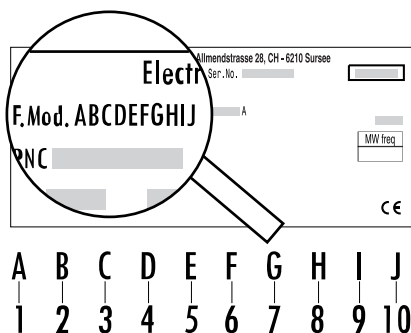 Allmendstrasse 28, CH - 6210 Sursee
Electr
Ser.No.
F.Mod. ABCDEFGHIJ
A
PNC
MW freq
CE
A B C D E F G H I J
1 2 3 4 5 6 7 8 9 10